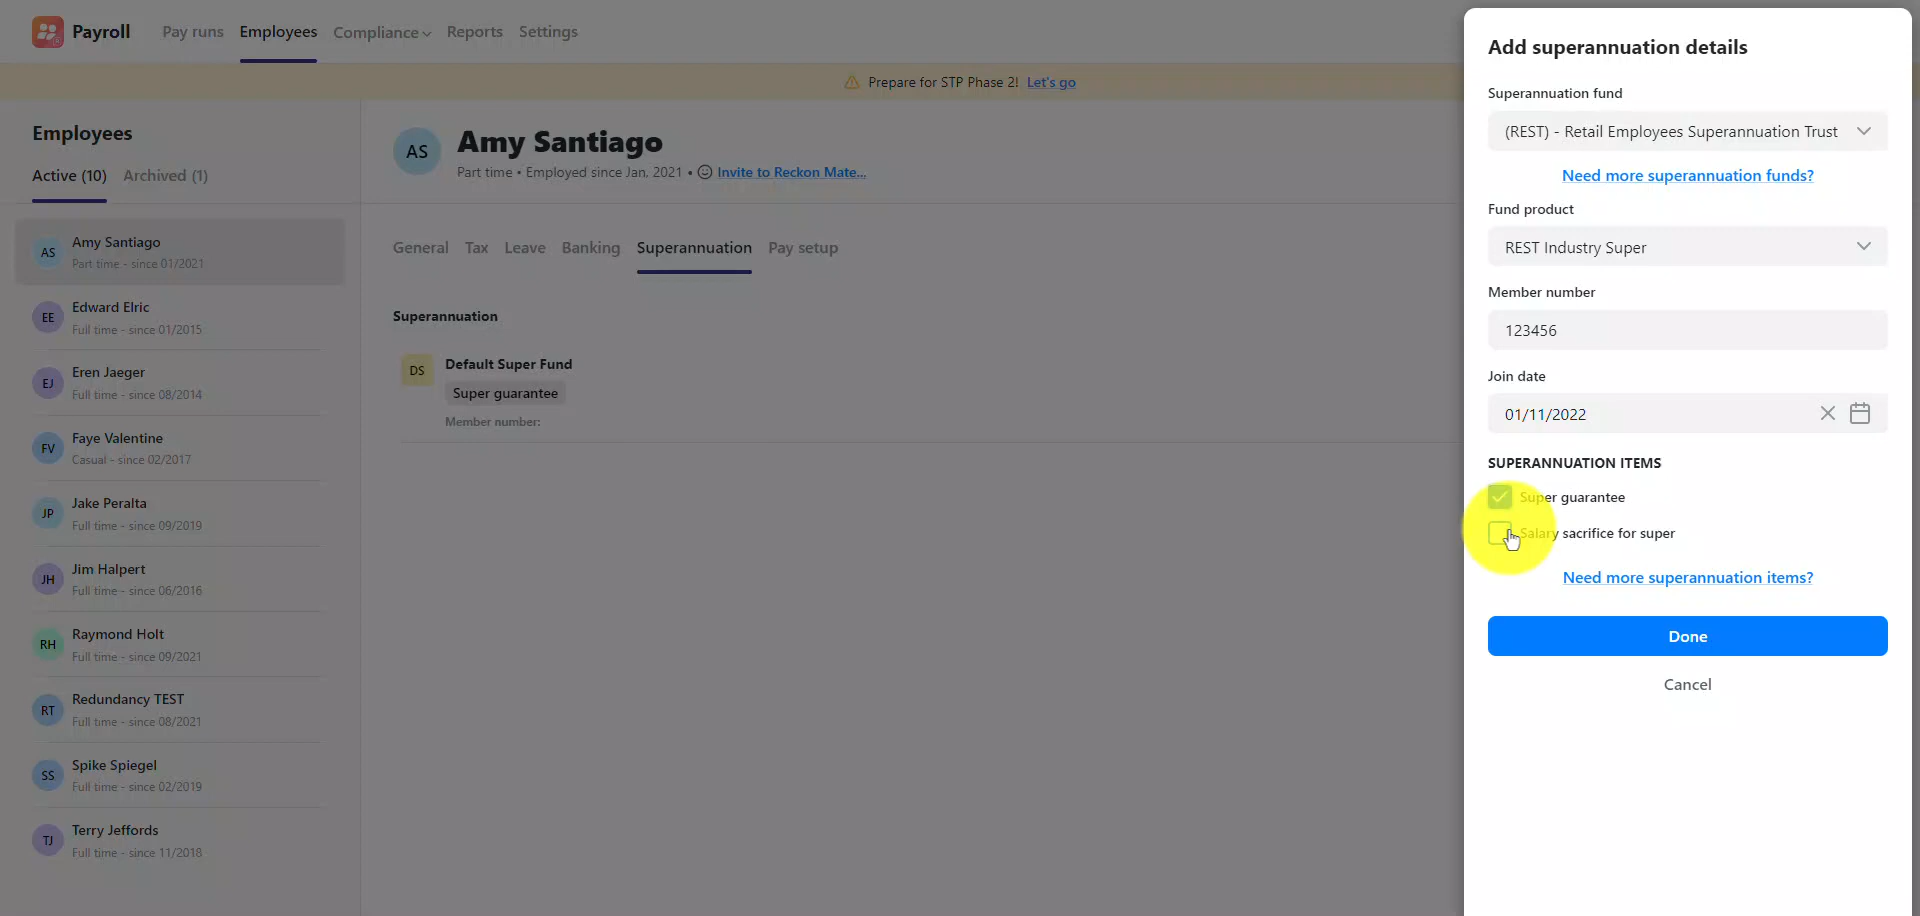 Payroll
Pay runs
Employees
Compliance
Reports
Settings
Prepare for STP Phase 2! Let's go
Employees
Active (10)
Archived (1)
AS
Amy Santiago
Part time - since 01/2021
EE
Edward Elric
Full time - since 01/2015
EJ
Eren Jaeger
Full time - since 08/2014
FV
Faye Valentine
Casual - since 02/2017
JP
Jake Peralta
Full time - since 09/2019
JH
Jim Halpert
Full time - since 06/2016
RH
Raymond Holt
Full time - since 09/2021
RT
Redundancy TEST
Full time - since 08/2021
SS
Spike Spiegel
Full time - since 02/2019
TJ
Terry Jeffords
Full time - since 11/2018
AS
Amy Santiago
Part time • Employed since Jan, 2021 • Invite to Reckon Mate...
General
Tax
Leave
Banking
Superannuation
Pay setup
Superannuation
DS
Default Super Fund
Super guarantee
Member number:
Add superannuation details
Superannuation fund
(REST) - Retail Employees Superannuation Trust
Need more superannuation funds?
Fund product
REST Industry Super
Member number
123456
Join date
01/11/2022
SUPERANNUATION ITEMS
Super guarantee
Salary sacrifice for super
Need more superannuation items?
Done
Cancel